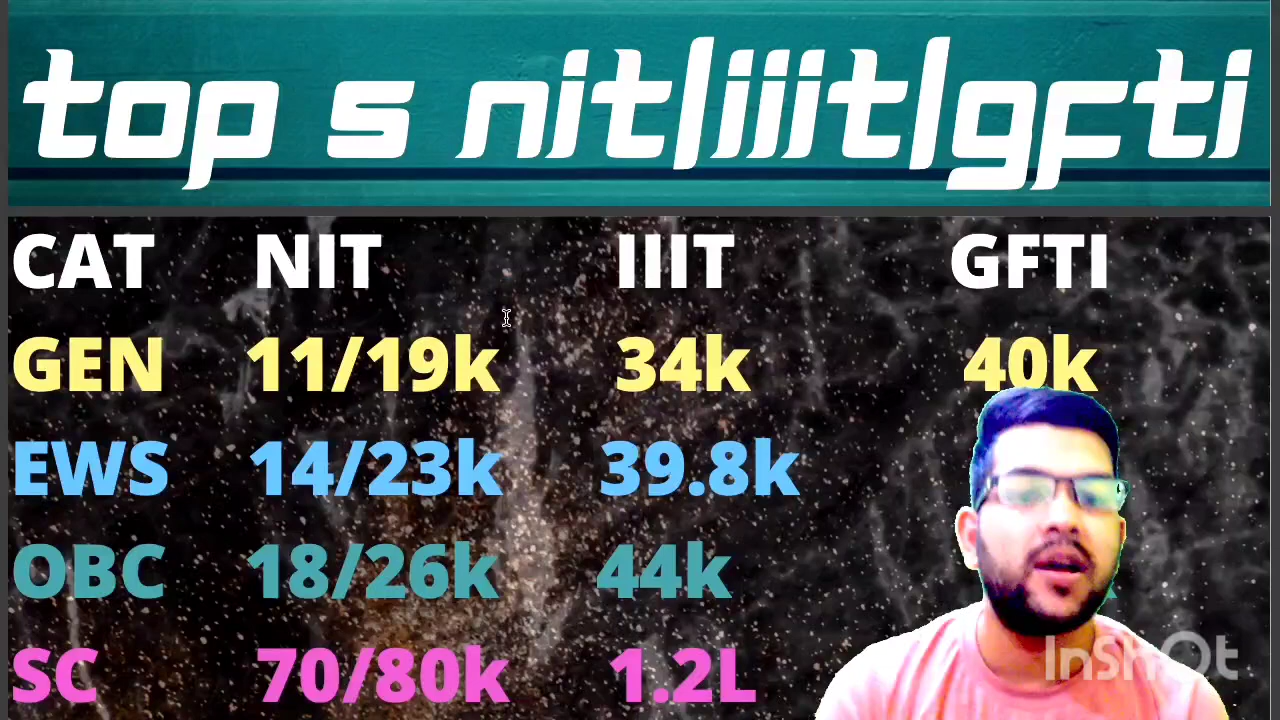 top 5 nit|iiit|gfti
CAT NIT IIIT GFTI
GEN 11/19k 34k 40k
EWS 14/23k 39.8k
OBC 18/26k 44k
SC 70/80k 1.2L
InShOt